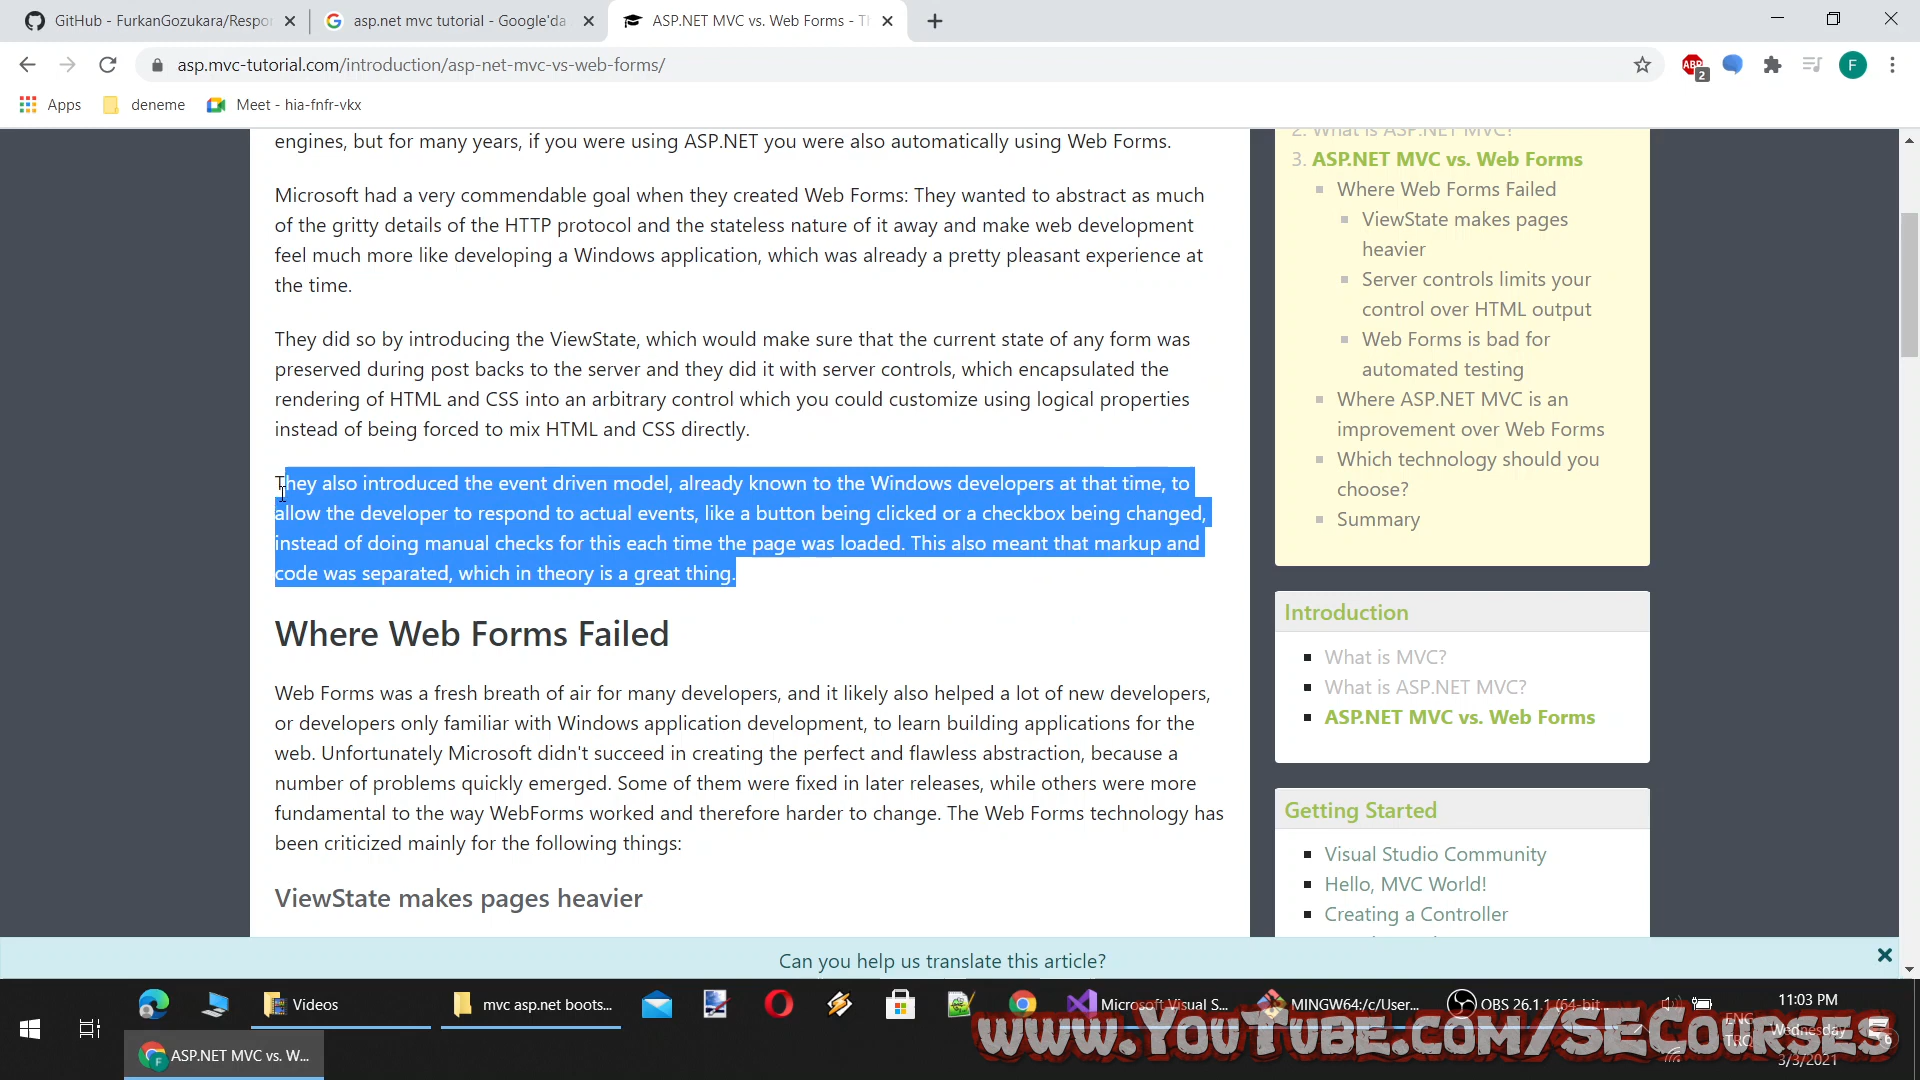 GitHub - FurkanGozukara/Respo
asp.net mvc tutorial - Google'da
ASP.NET MVC vs. Web Forms - Th
asp.mvc-tutorial.com/introduction/asp-net-mvc-vs-web-forms/
ABP
2
F
Apps
deneme
Meet - hia-fnfr-vkx
engines, but for many years, if you were using ASP.NET you were also automatically using Web Forms.
Microsoft had a very commendable goal when they created Web Forms: They wanted to abstract as much
of the gritty details of the HTTP protocol and the stateless nature of it away and make web development
feel much more like developing a Windows application, which was already a pretty pleasant experience at
the time.
They did so by introducing the ViewState, which would make sure that the current state of any form was
preserved during post backs to the server and they did it with server controls, which encapsulated the
rendering of HTML and CSS into an arbitrary control which you could customize using logical properties
instead of being forced to mix HTML and CSS directly.
They also introduced the event driven model, already known to the Windows developers at that time, to
allow the developer to respond to actual events, like a button being clicked or a checkbox being changed,
instead of doing manual checks for this each time the page was loaded. This also meant that markup and
code was separated, which in theory is a great thing.
Where Web Forms Failed
Web Forms was a fresh breath of air for many developers, and it likely also helped a lot of new developers,
or developers only familiar with Windows application development, to learn building applications for the
web. Unfortunately Microsoft didn't succeed in creating the perfect and flawless abstraction, because a
number of problems quickly emerged. Some of them were fixed in later releases, while others were more
fundamental to the way WebForms worked and therefore harder to change. The Web Forms technology has
been criticized mainly for the following things:
ViewState makes pages heavier
2. What is ASP.NET MVC?
3. ASP.NET MVC vs. Web Forms
Where Web Forms Failed
ViewState makes pages
heavier
Server controls limits your
control over HTML output
Web Forms is bad for
automated testing
Where ASP.NET MVC is an
improvement over Web Forms
Which technology should you
choose?
Summary
Introduction
What is MVC?
What is ASP.NET MVC?
ASP.NET MVC vs. Web Forms
Getting Started
Visual Studio Community
Hello, MVC World!
Creating a Controller
Can you help us translate this article?
Videos
mvc asp.net boots...
Microsoft Visual S...
MINGW64:/c/User...
OBS 26.1.1 (64-bit...
ENG
TRQ
11:03 PM
Wednesday
3/3/2021
6
ASP.NET MVC vs. W...
www.YouTube.com/SECourses